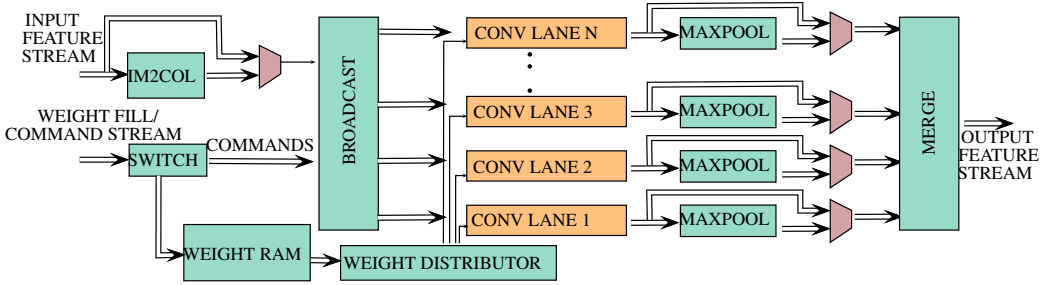 INPUT
FEATURE
STREAM
IM2COL
WEIGHT FILL/
COMMAND STREAM
SWITCH
COMMANDS
WEIGHT RAM
WEIGHT DISTRIBUTOR
BROADCAST
CONV LANE N
MAXPOOL
CONV LANE 3
MAXPOOL
CONV LANE 2
MAXPOOL
CONV LANE 1
MAXPOOL
MERGE
OUTPUT
FEATURE
STREAM